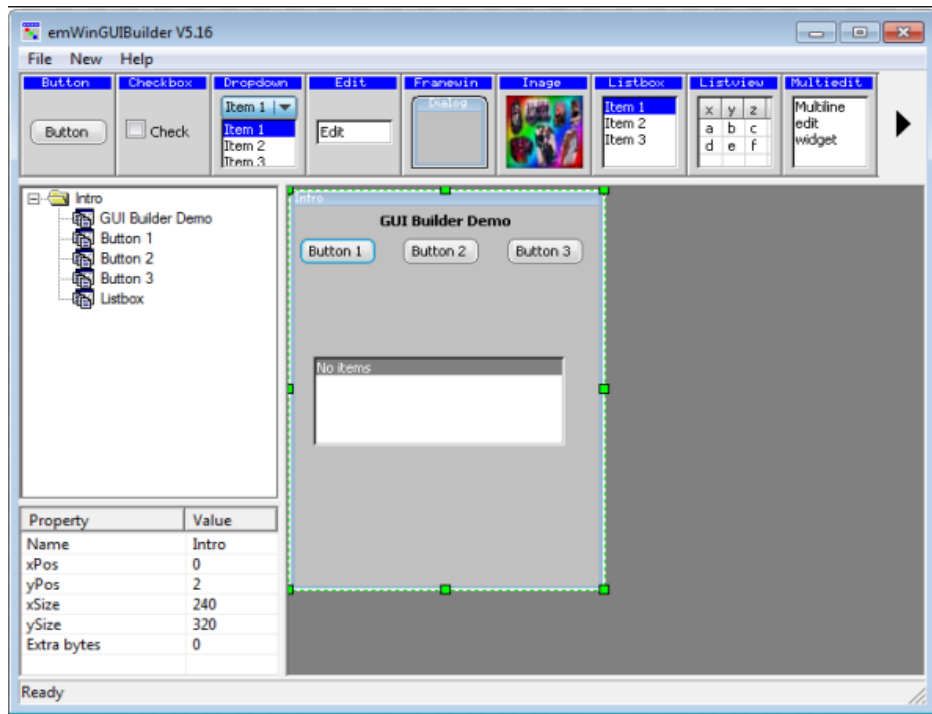 emWinGUIBuilder V5.16
File New Help
Button Checkbox Dropdown Edit Framewin Image Listbox Listview Multiedit
Button
Check
Item 1
Item 1
Item 2
Item 3
Edit
Dialog
Item 1
Item 2
Item 3
x y z
a b c
d e f
Multiline
edit
widget
Intro
GUI Builder Demo
Button 1
Button 2
Button 3
Listbox
Intro
GUI Builder Demo
Button 1 Button 2 Button 3
No items
Property Value
Name Intro
xPos 0
yPos 2
xSize 240
ySize 320
Extra bytes 0
Ready